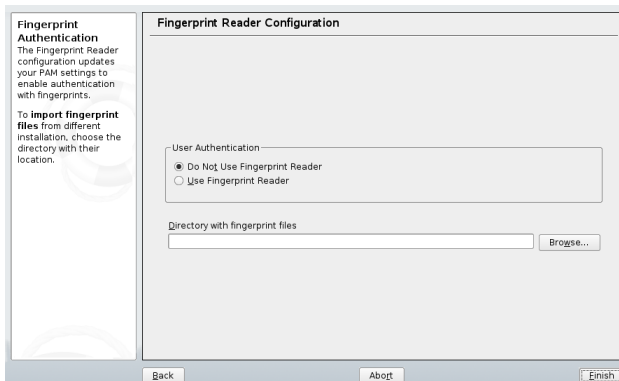 Fingerprint
Authentication
The Fingerprint Reader
configuration updates
your PAM settings to
enable authentication
with fingerprints.
To import fingerprint
files from different
installation, choose the
directory with their
location.
Fingerprint Reader Configuration
User Authentication
Do Not Use Fingerprint Reader
Use Fingerprint Reader
Directory with fingerprint files
Browse...
Back
Abort
Finish